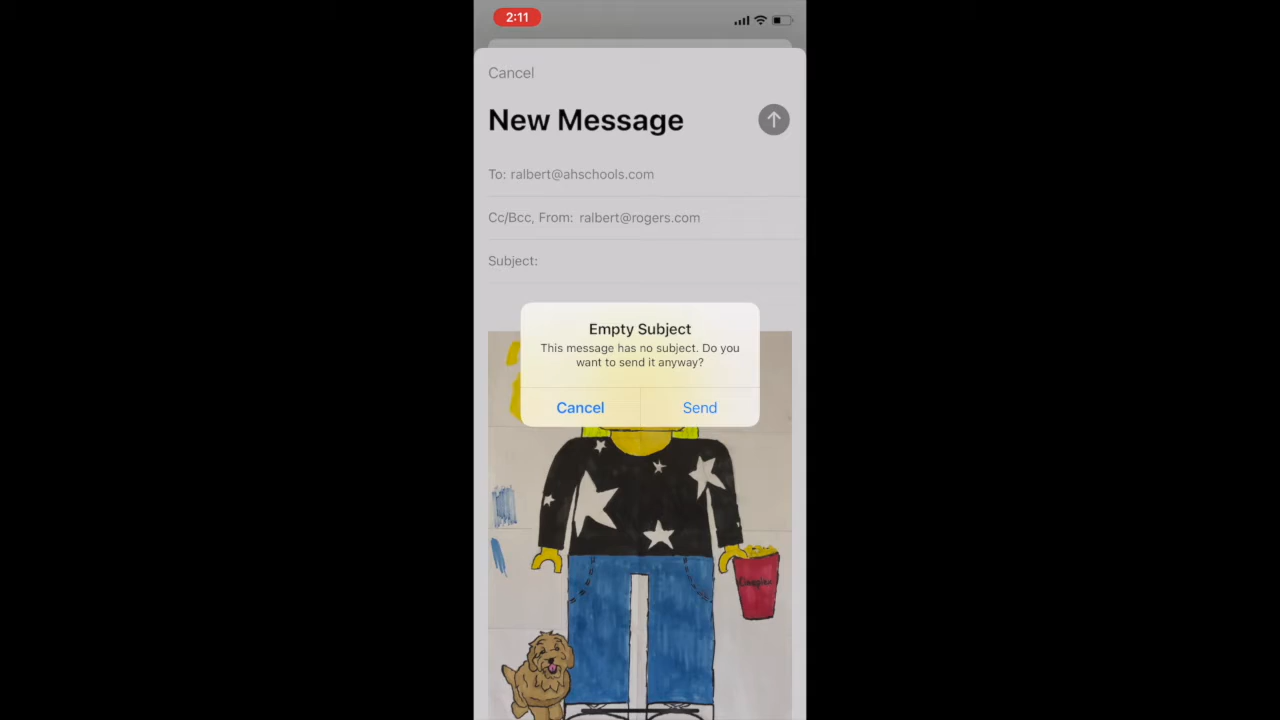 2:11
Cancel
New Message
To: ralbert@ahschools.com
Cc/Bcc, From: ralbert@rogers.com
Subject:
Empty Subject
This message has no subject. Do you
want to send it anyway?
Cancel Send
Imagine